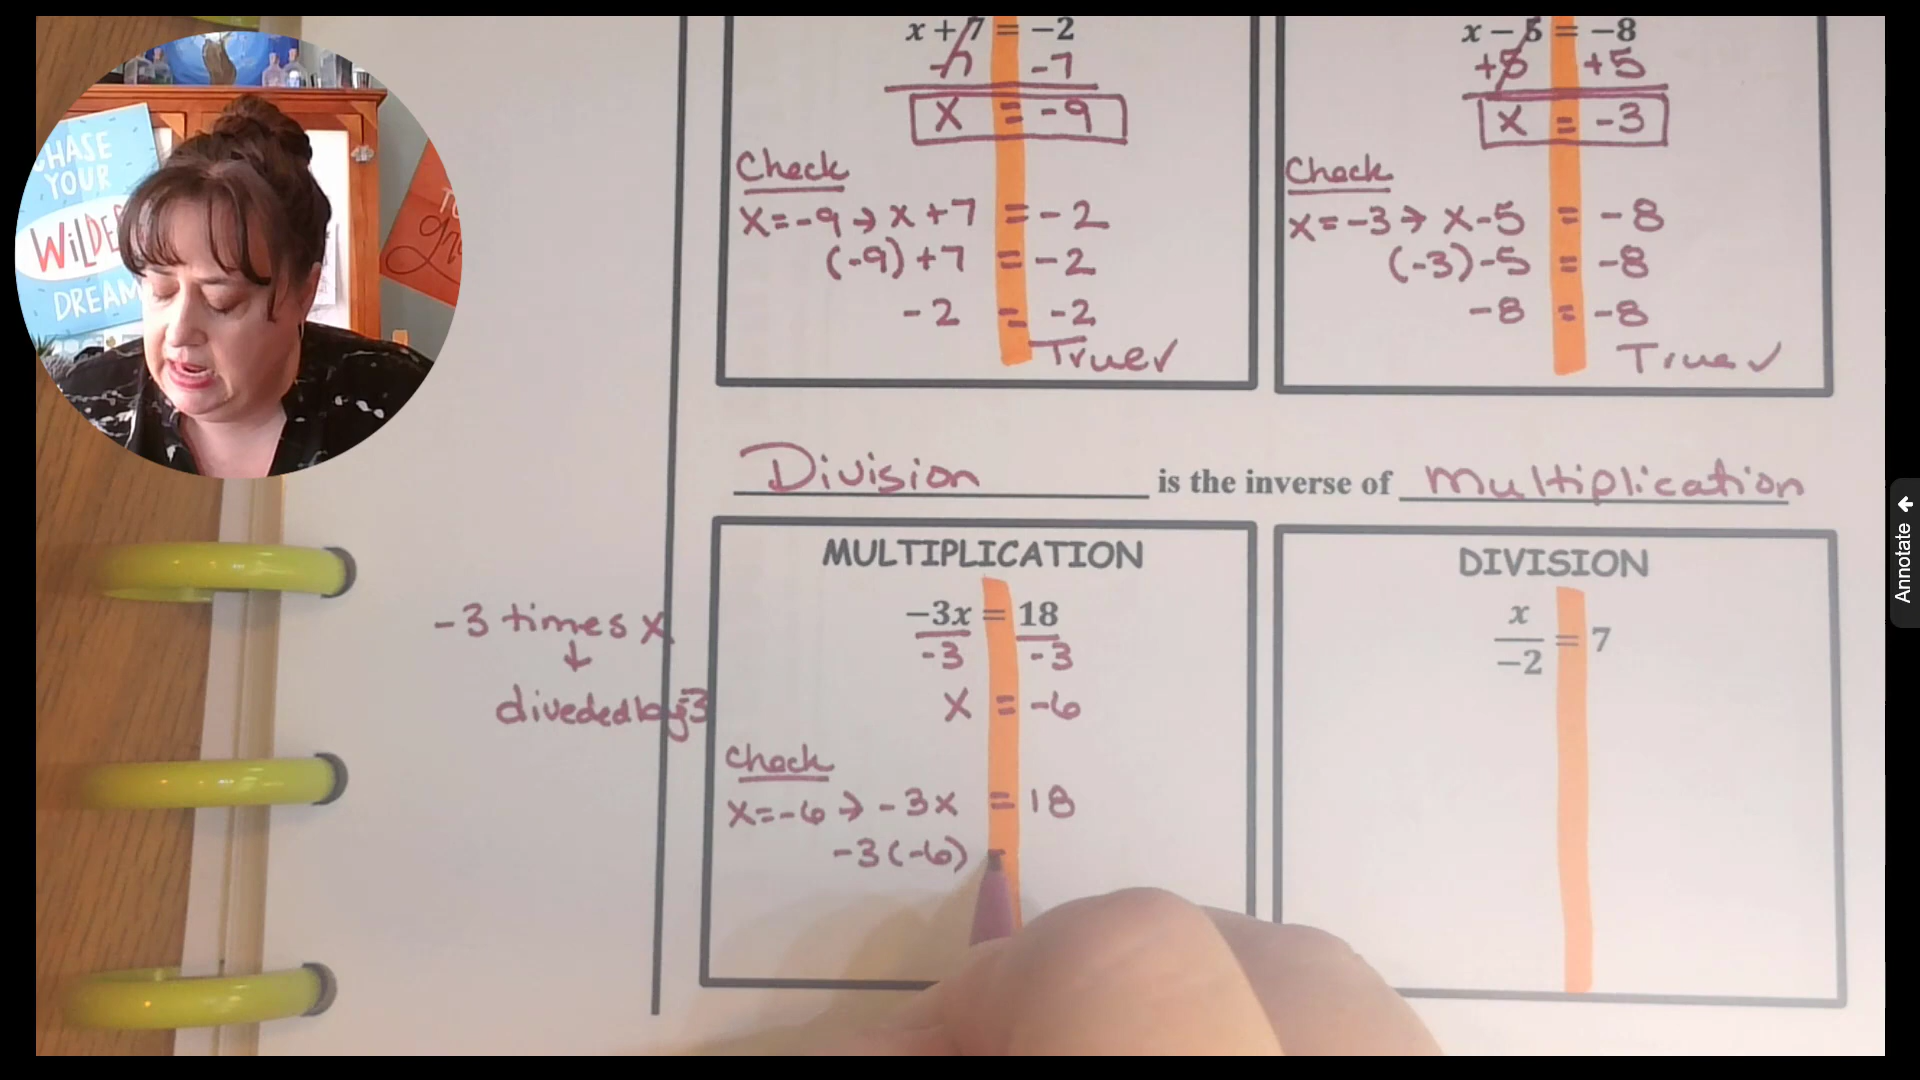 CHASE
YOUR
WILDE
DREAM
x + 7 = -2
-7 -7
x = -9
Check
x=-9 → x+7 = -2
(-9)+7 = -2
-2 = -2
True ✓
x - 5 = -8
+5 +5
x = -3
Check
x=-3 → x-5 = -8
(-3)-5 = -8
-8 = -8
True ✓
Division is the inverse of Multiplication
-3 times x
↓
divededby-3
MULTIPLICATION
-3x = 18
-3 -3
x = -6
Check
x=-6 → -3x = 18
-3(-6) =
DIVISION
x
-2 = 7
Annotate